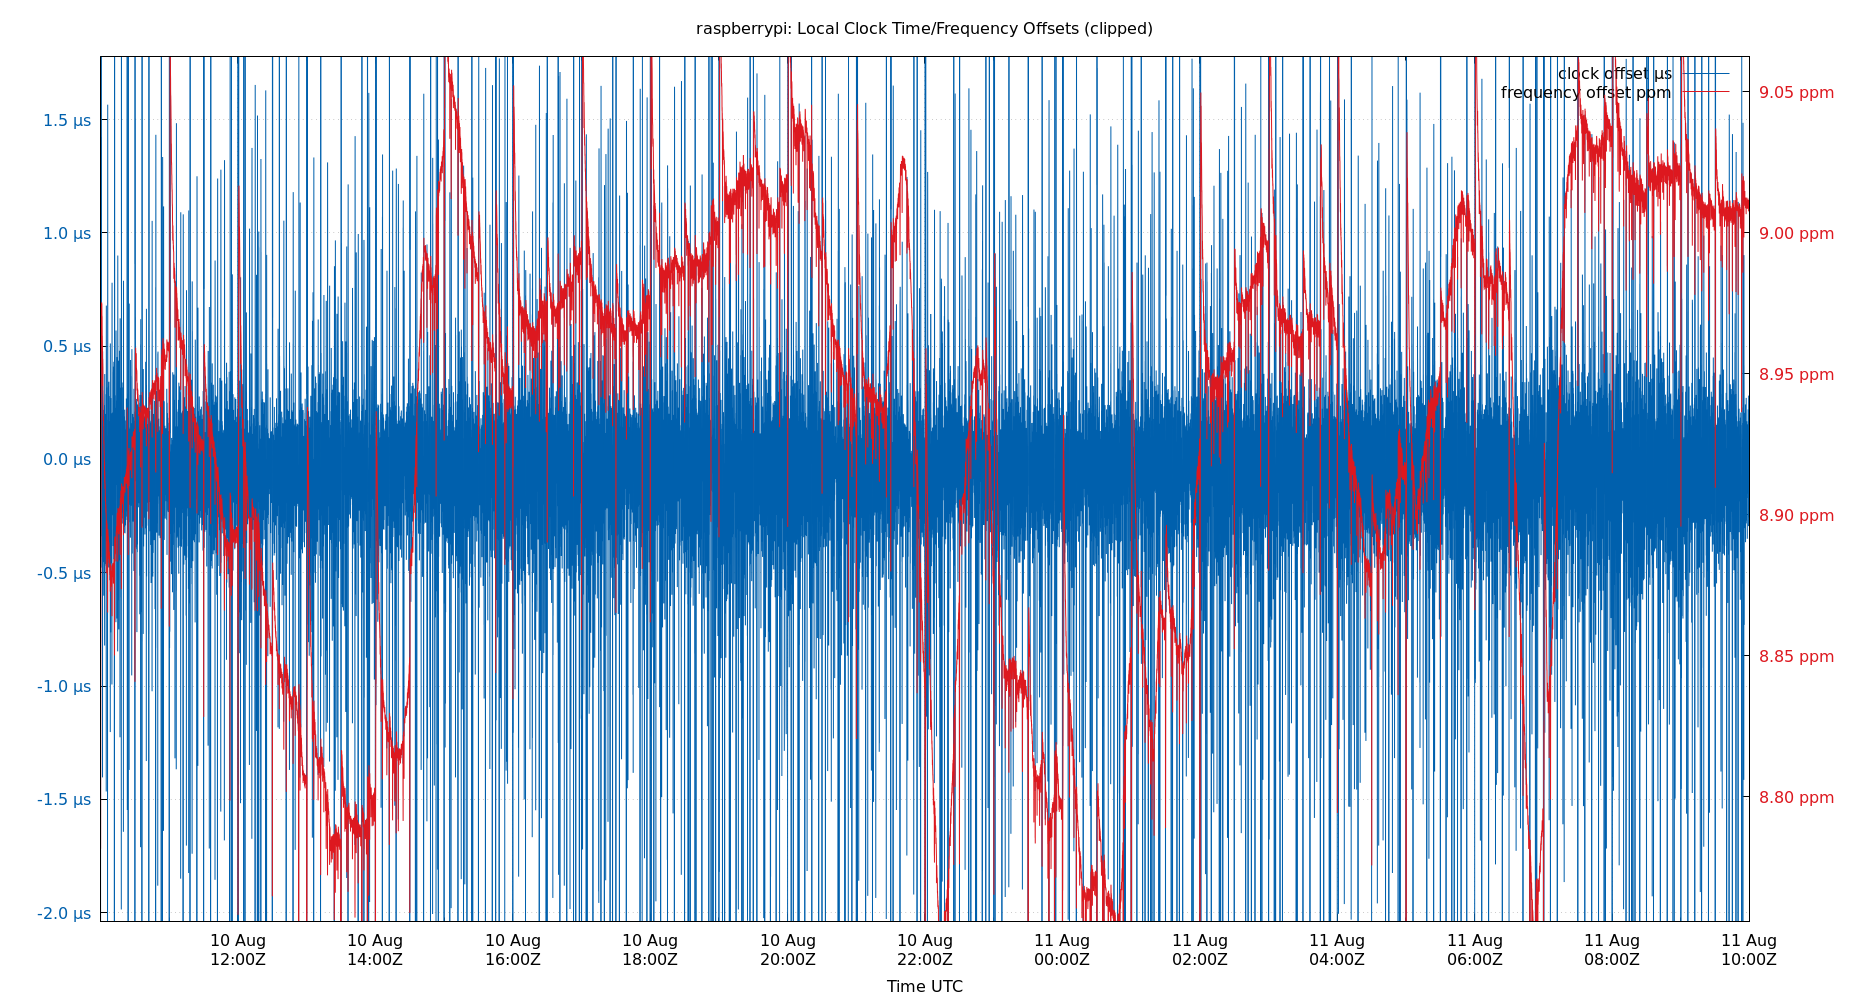 raspberrypi: Local Clock Time/Frequency Offsets (clipped)
clock offset µs
frequency offset ppm
1.5 µs
1.0 µs
0.5 µs
0.0 µs
-0.5 µs
-1.0 µs
-1.5 µs
-2.0 µs
9.05 ppm
9.00 ppm
8.95 ppm
8.90 ppm
8.85 ppm
8.80 ppm
10 Aug 10 Aug 10 Aug 10 Aug 10 Aug 10 Aug 11 Aug 11 Aug 11 Aug 11 Aug 11 Aug 11 Aug
12:00Z 14:00Z 16:00Z 18:00Z 20:00Z 22:00Z 00:00Z 02:00Z 04:00Z 06:00Z 08:00Z 10:00Z
Time UTC